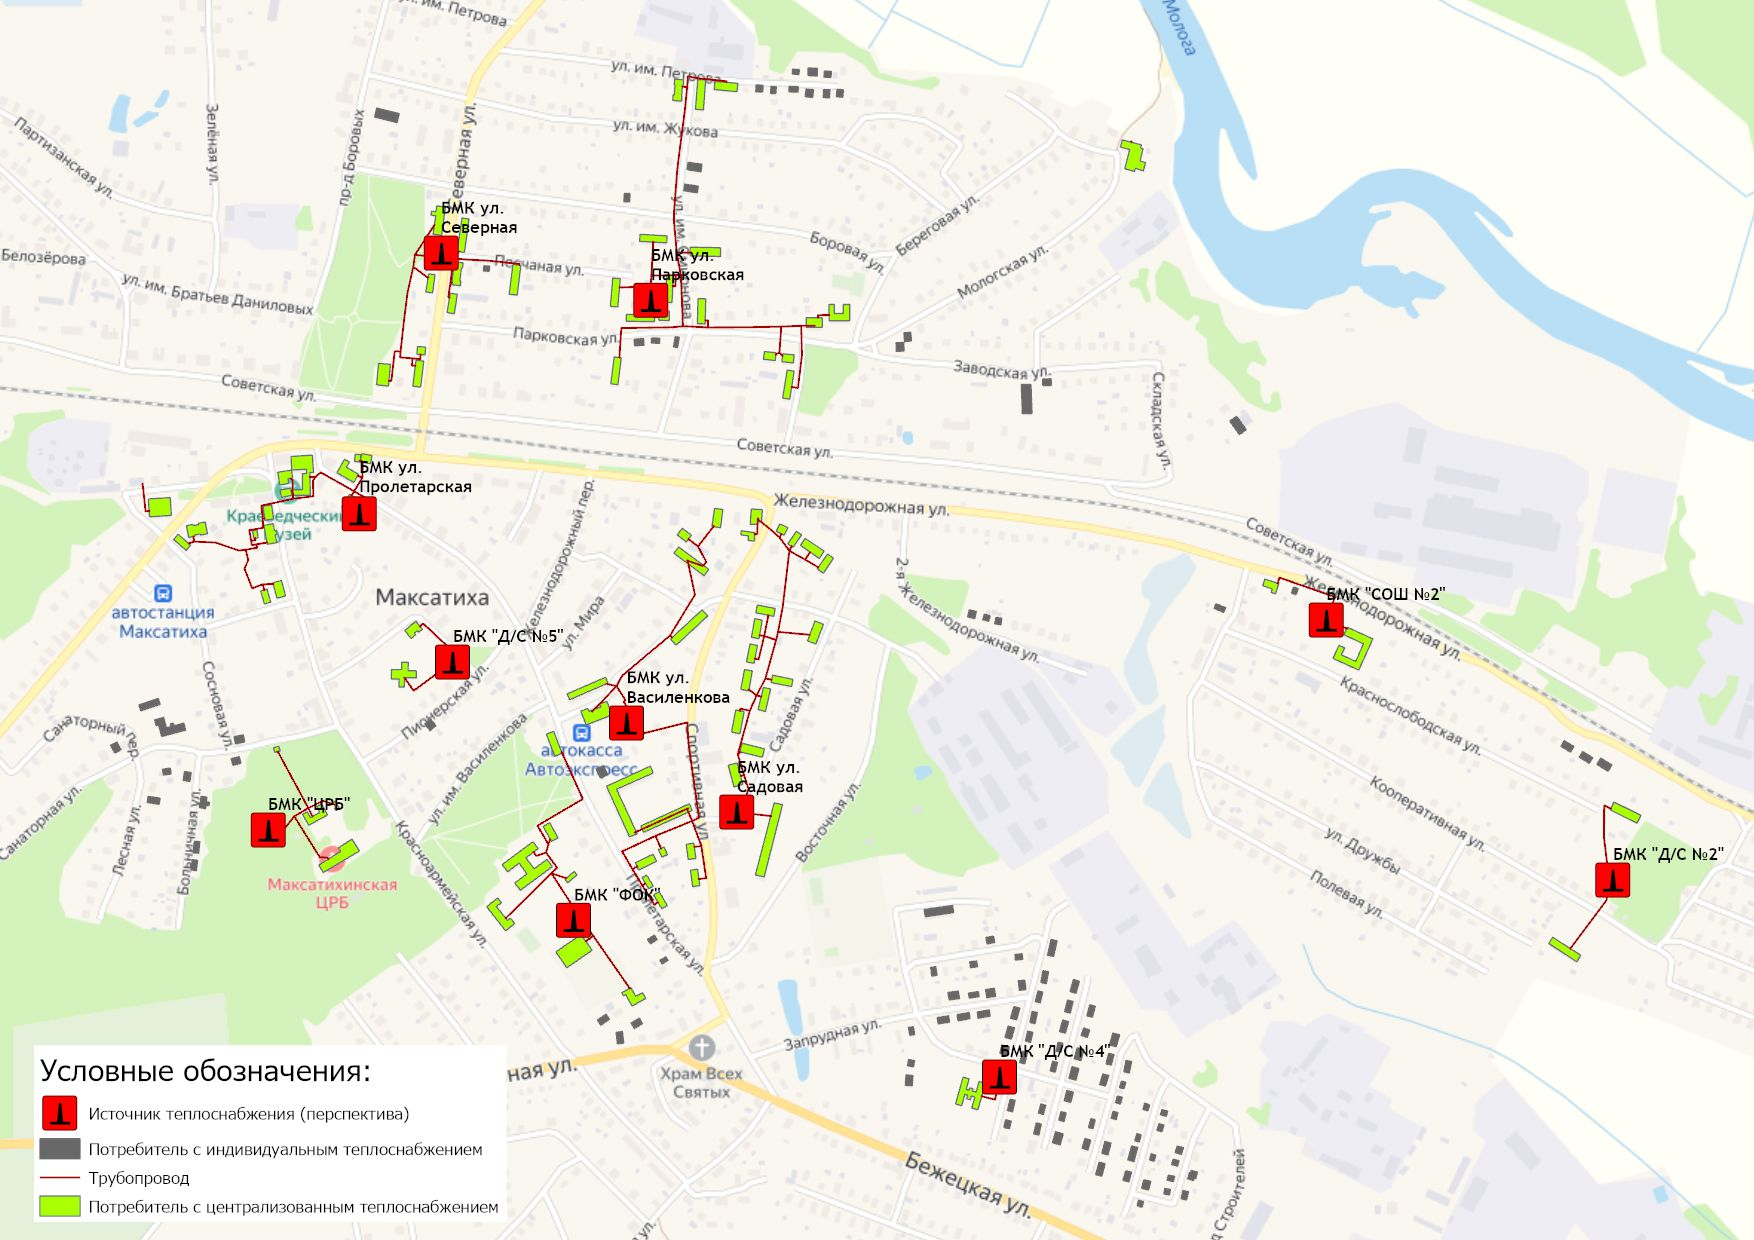 ул. им. Петрова
Молога
ул. им. Петрова
Зелёная ул.
пр-д Боровых
Северная ул.
ул. им. Жукова
Партизанская ул.
БМК ул.
Северная
Береговая ул.
Борова ул.
Белозёрова
Песчаная ул.
БМК ул.
Парковская
Мологская ул.
ул. им. Братьев Даниловых
Парковская ул.
Заводская ул.
Складская ул.
Советская ул.
Советская ул.
БМК ул.
Пролетарская
Железнодорожная ул.
Железнодорожный пер.
Советская ул.
Краеведческий
музей
2-я Железнодорожная ул.
автостанция
Максатиха
Максатиха
ул. Мира
БМК "СОШ №2"
Железнодорожная ул.
БМК "Д/С №5"
Пионерская ул.
БМК ул.
Василенкова
Садовая ул.
Краснослободская ул.
Сосновая ул.
Санаторный пер.
ул. им. Василенкова
автокасса
Автоэкспресс
Спортивная ул.
БМК ул.
Садовая
Кооперативная ул.
Санаторная ул.
Лесная ул.
Больничная ул.
БМК "ЦРБ"
Красноармейская ул.
Восточная ул.
ул. Дружбы
БМК "Д/С №2"
Максатихинская
ЦРБ
БМК "ФОК"
Пролетарская ул.
Полевая ул.
Запрудная ул.
БМК "Д/С №4"
Храм Всех
Святых
ная ул.
Бежецкая ул.
д Строителей
Условные обозначения:
Источник теплоснабжения (перспектива)
Потребитель с индивидуальным теплоснабжением
Трубопровод
Потребитель с централизованным теплоснабжением